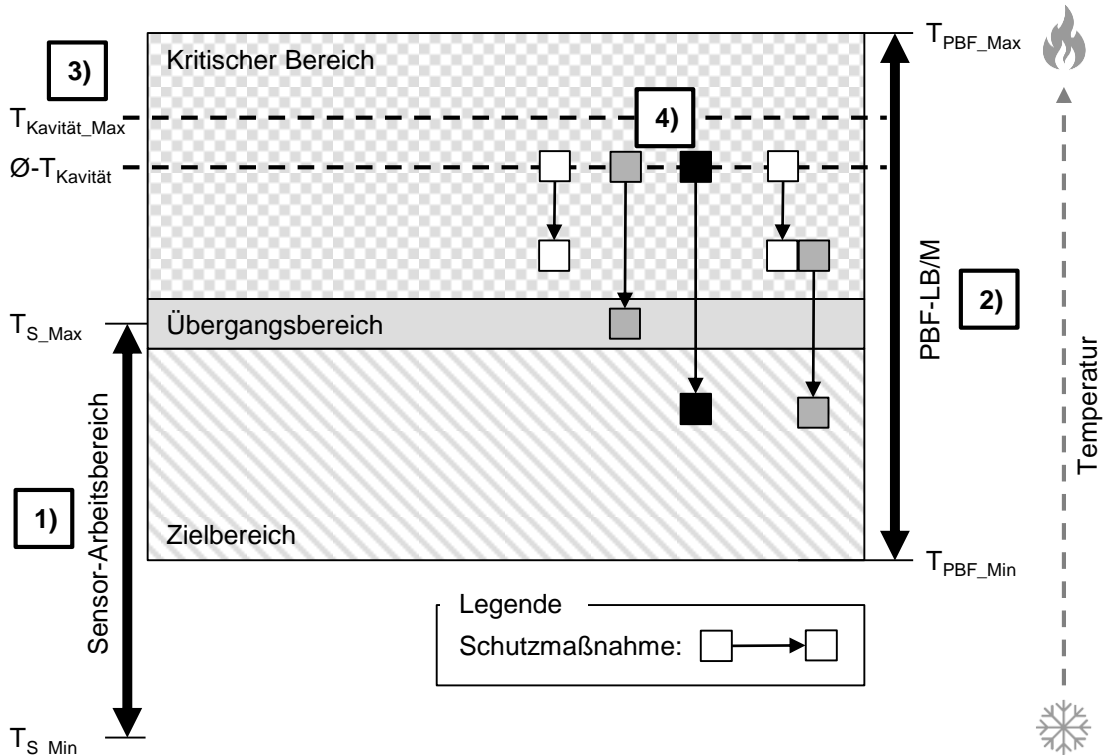 T_PBF_Max
Kritischer Bereich
3)
T_Kavität_Max
4)
Ø-T_Kavität
PBF-LB/M
2)
T_S_Max
Übergangsbereich
Temperatur
Sensor-Arbeitsbereich
1)
Zielbereich
T_PBF_Min
Legende
Schutzmaßnahme:
T_S_Min